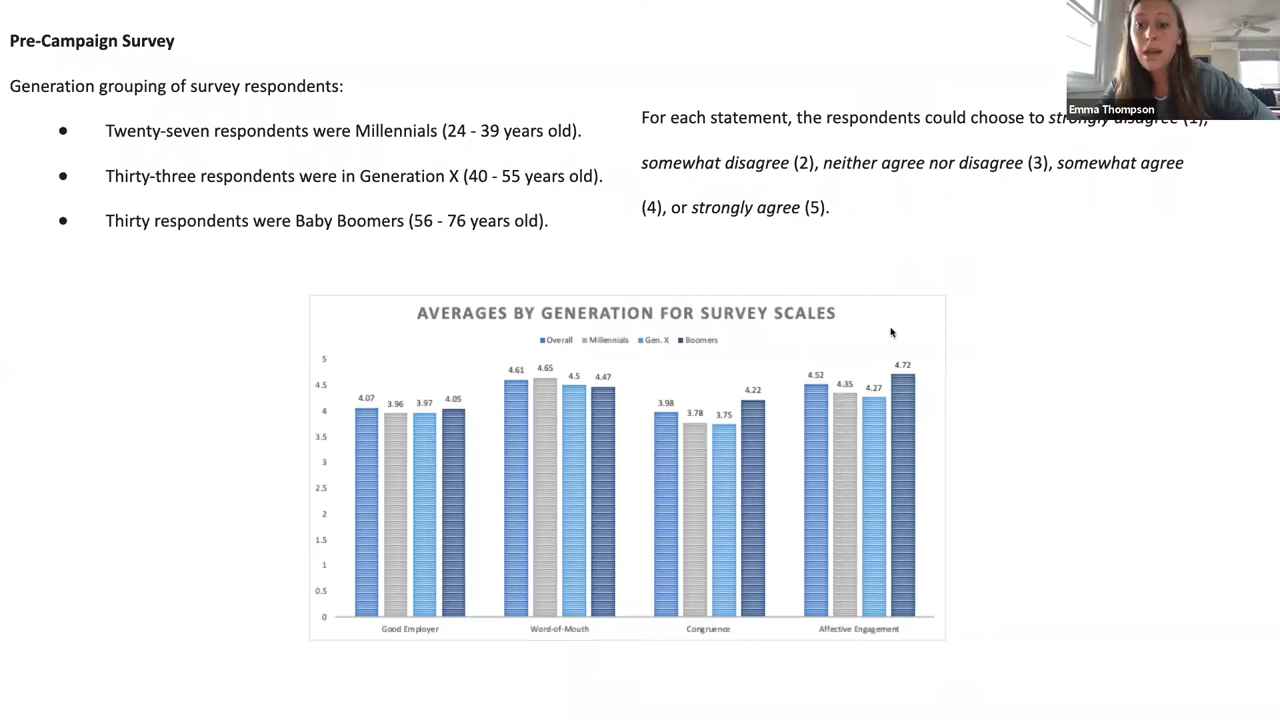 Pre-Campaign Survey
Generation grouping of survey respondents:
● Twenty-seven respondents were Millennials (24 - 39 years old).
● Thirty-three respondents were in Generation X (40 - 55 years old).
● Thirty respondents were Baby Boomers (56 - 76 years old).
Emma Thompson
For each statement, the respondents could choose to strongly disagree (1),
somewhat disagree (2), neither agree nor disagree (3), somewhat agree
(4), or strongly agree (5).
AVERAGES BY GENERATION FOR SURVEY SCALES
Overall Millennials Gen. X Boomers
5
4.5
4
3.5
3
2.5
2
1.5
1
0.5
0
4.07 3.96 3.97 4.05
4.61 4.65 4.5 4.47
3.98 3.78 3.75 4.22
4.52 4.35 4.27 4.72
Good Employer Word-of-Mouth Congruence Affective Engagement